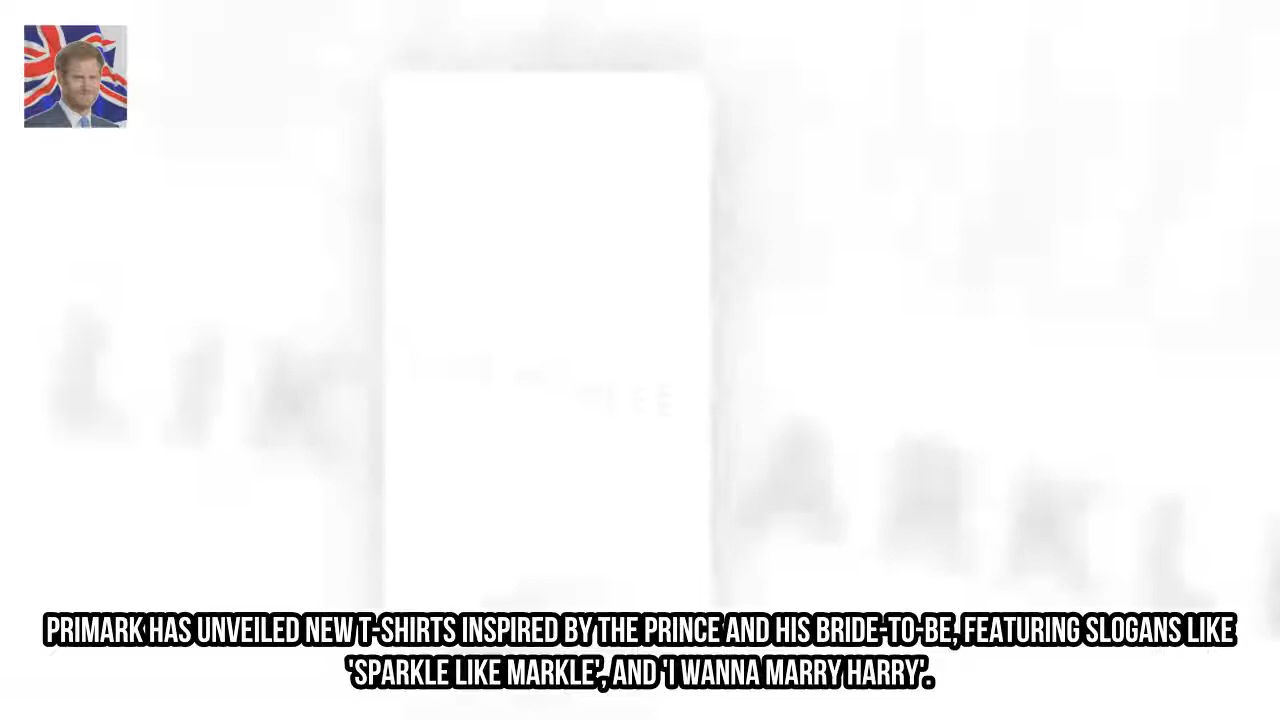 PRIMARK HAS UNVEILED NEW T-SHIRTS INSPIRED BY THE PRINCE AND HIS BRIDE-TO-BE, FEATURING SLOGANS LIKE
'SPARKLE LIKE MARKLE', AND 'I WANNA MARRY HARRY'.